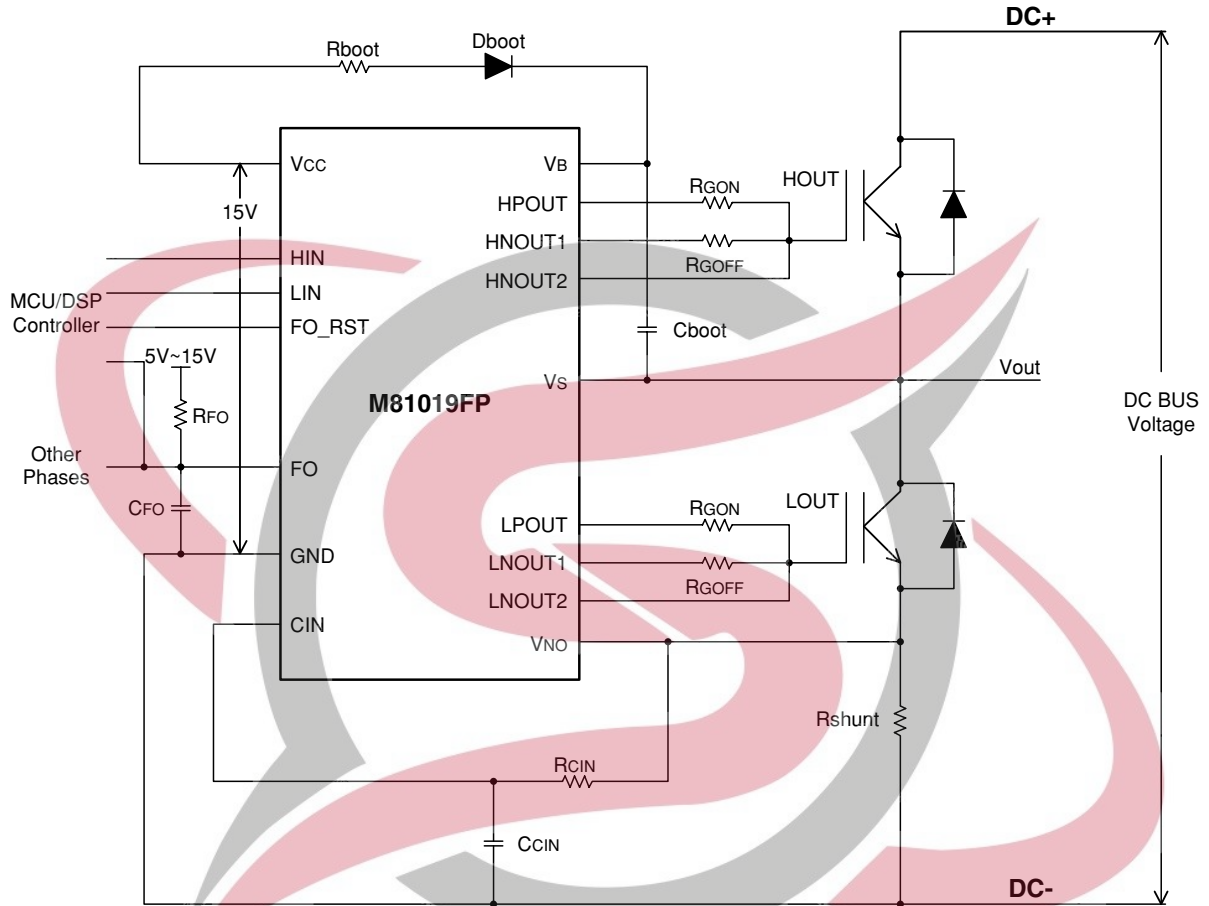 DC+
Rboot
Dboot
VCC
VB
HPOUT
RGON
HOUT
15V
HNOUT1
RGOFF
HNOUT2
HIN
LIN
MCU/DSP
Controller
FO_RST
Cboot
5V~15V
VS
Vout
M81019FP
DC BUS
Voltage
RFO
Other
Phases
FO
CFO
LPOUT
RGON
LOUT
GND
LNOUT1
RGOFF
LNOUT2
CIN
VNO
Rshunt
RCIN
CCIN
DC-